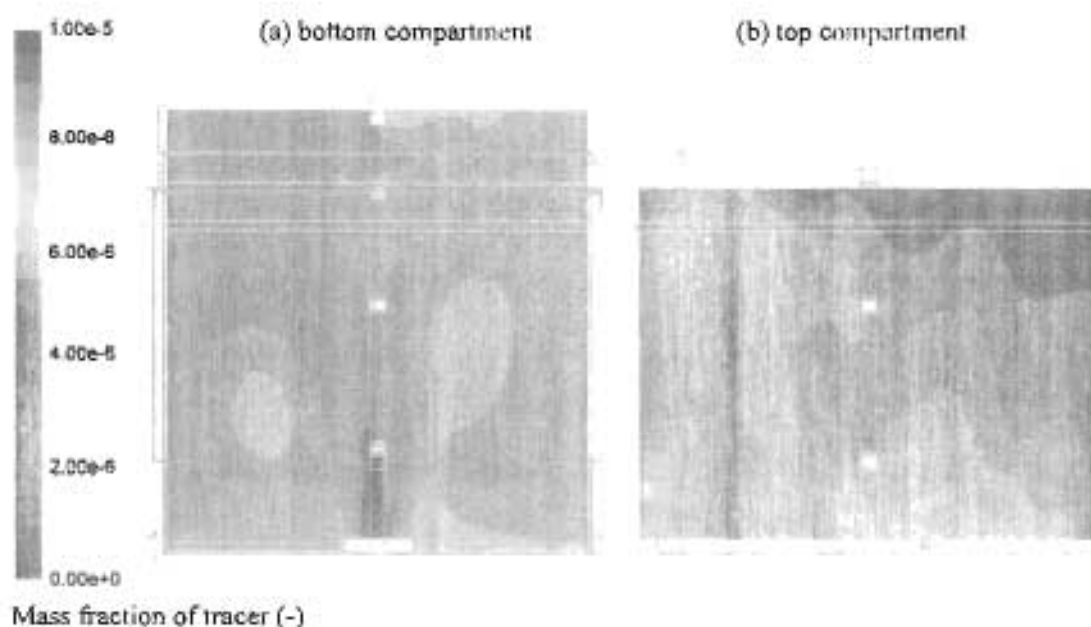 1.00e-5
(a) bottom compartment
(b) top compartment
8.00e-6
6.00e-6
4.00e-6
2.00e-6
0.00e+0
Mass fraction of tracer (-)